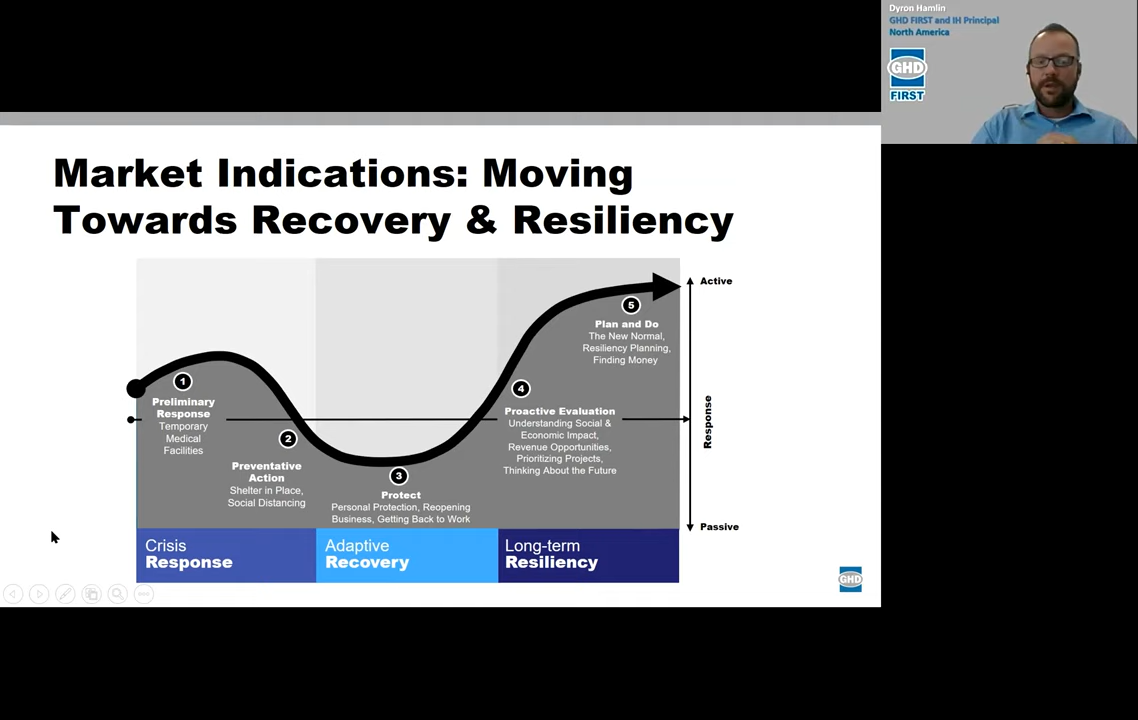 Dyron Hamlin
GHD FIRST and IH Principal
North America
GHD
FIRST
Market Indications: Moving
Towards Recovery & Resiliency
1
Preliminary
Response
Temporary
Medical
Facilities
2
Preventative
Action
Shelter in Place,
Social Distancing
3
Protect
Personal Protection, Reopening
Business, Getting Back to Work
4
Proactive Evaluation
Understanding Social &
Economic Impact,
Revenue Opportunities,
Prioritizing Projects,
Thinking About the Future
5
Plan and Do
The New Normal,
Resiliency Planning,
Finding Money
Active
Response
Passive
Crisis
Response
Adaptive
Recovery
Long-term
Resiliency
GHD